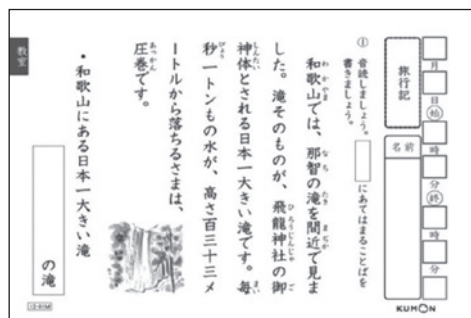 月
日
始
時
分
終
時
分
旅行記
名前
KUMON
① 音読しましょう。 にあてはまることばを
書きましょう。
和歌山では、那智の滝を間近で見ま
した。滝そのものが、飛龍神社の御
神体とされる日本一大きい滝です。毎
秒一トンもの水が、高さ百三十三メ
ートルから落ちるさまは、
圧巻です。
• 和歌山にある日本一大きい滝
の滝
教室